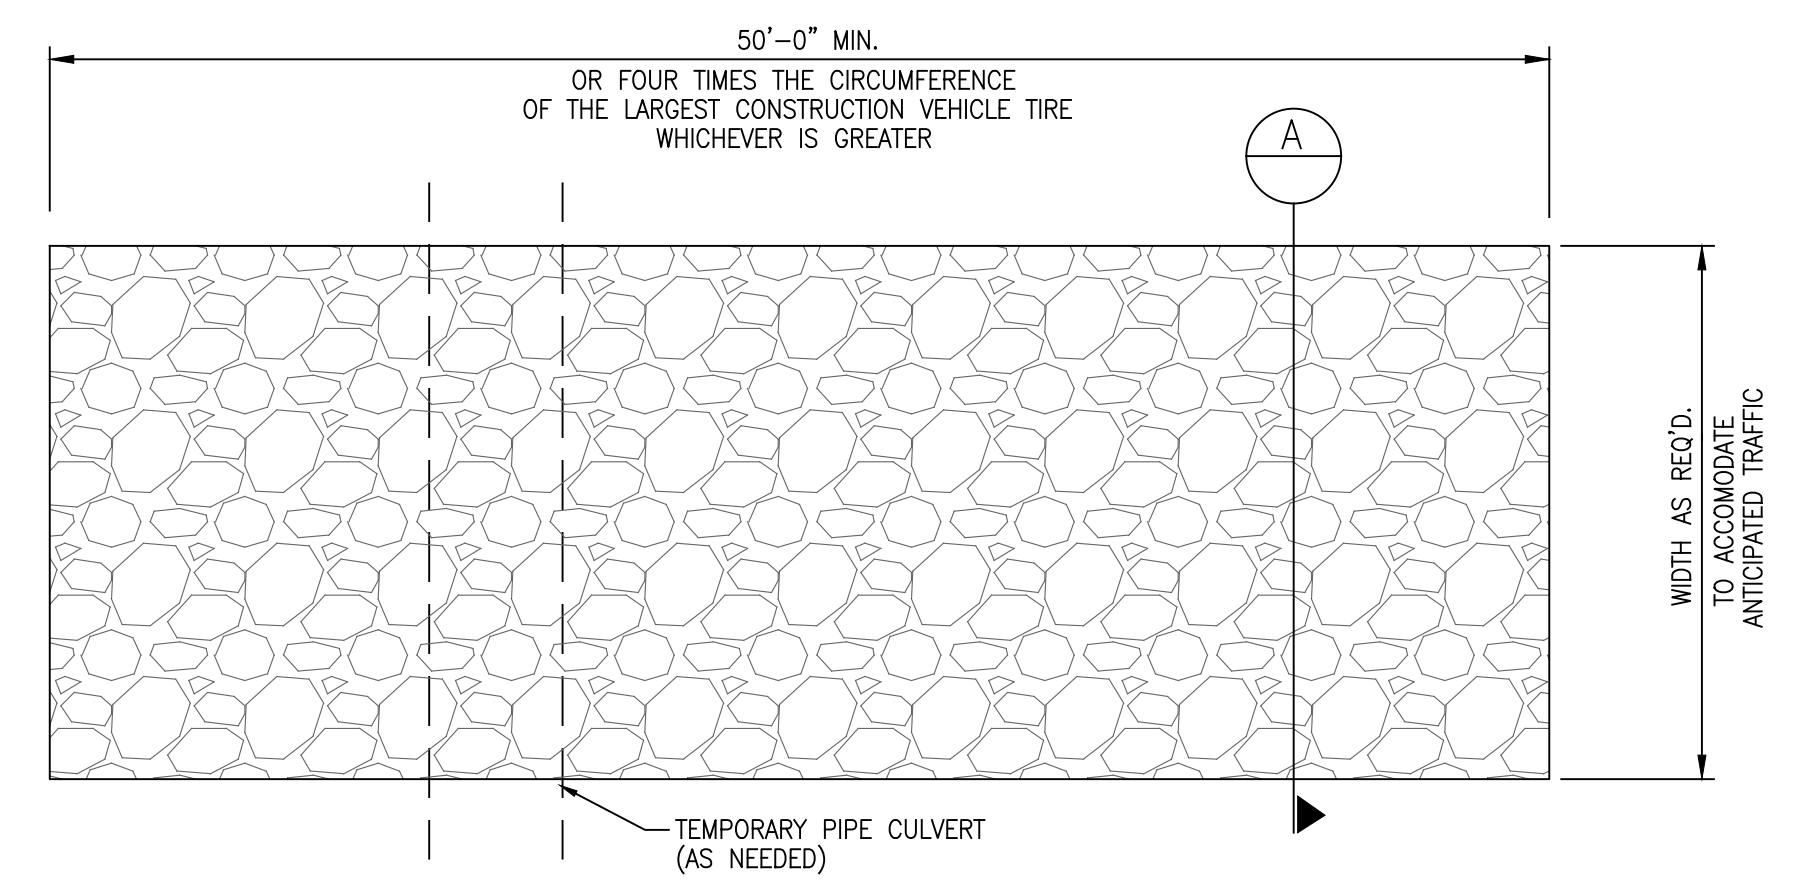 50'-0" MIN.
OR FOUR TIMES THE CIRCUMFERENCE
OF THE LARGEST CONSTRUCTION VEHICLE TIRE
WHICHEVER IS GREATER
A
WIDTH AS REQ'D.
TO ACCOMODATE
ANTICIPATED TRAFFIC
TEMPORARY PIPE CULVERT
(AS NEEDED)